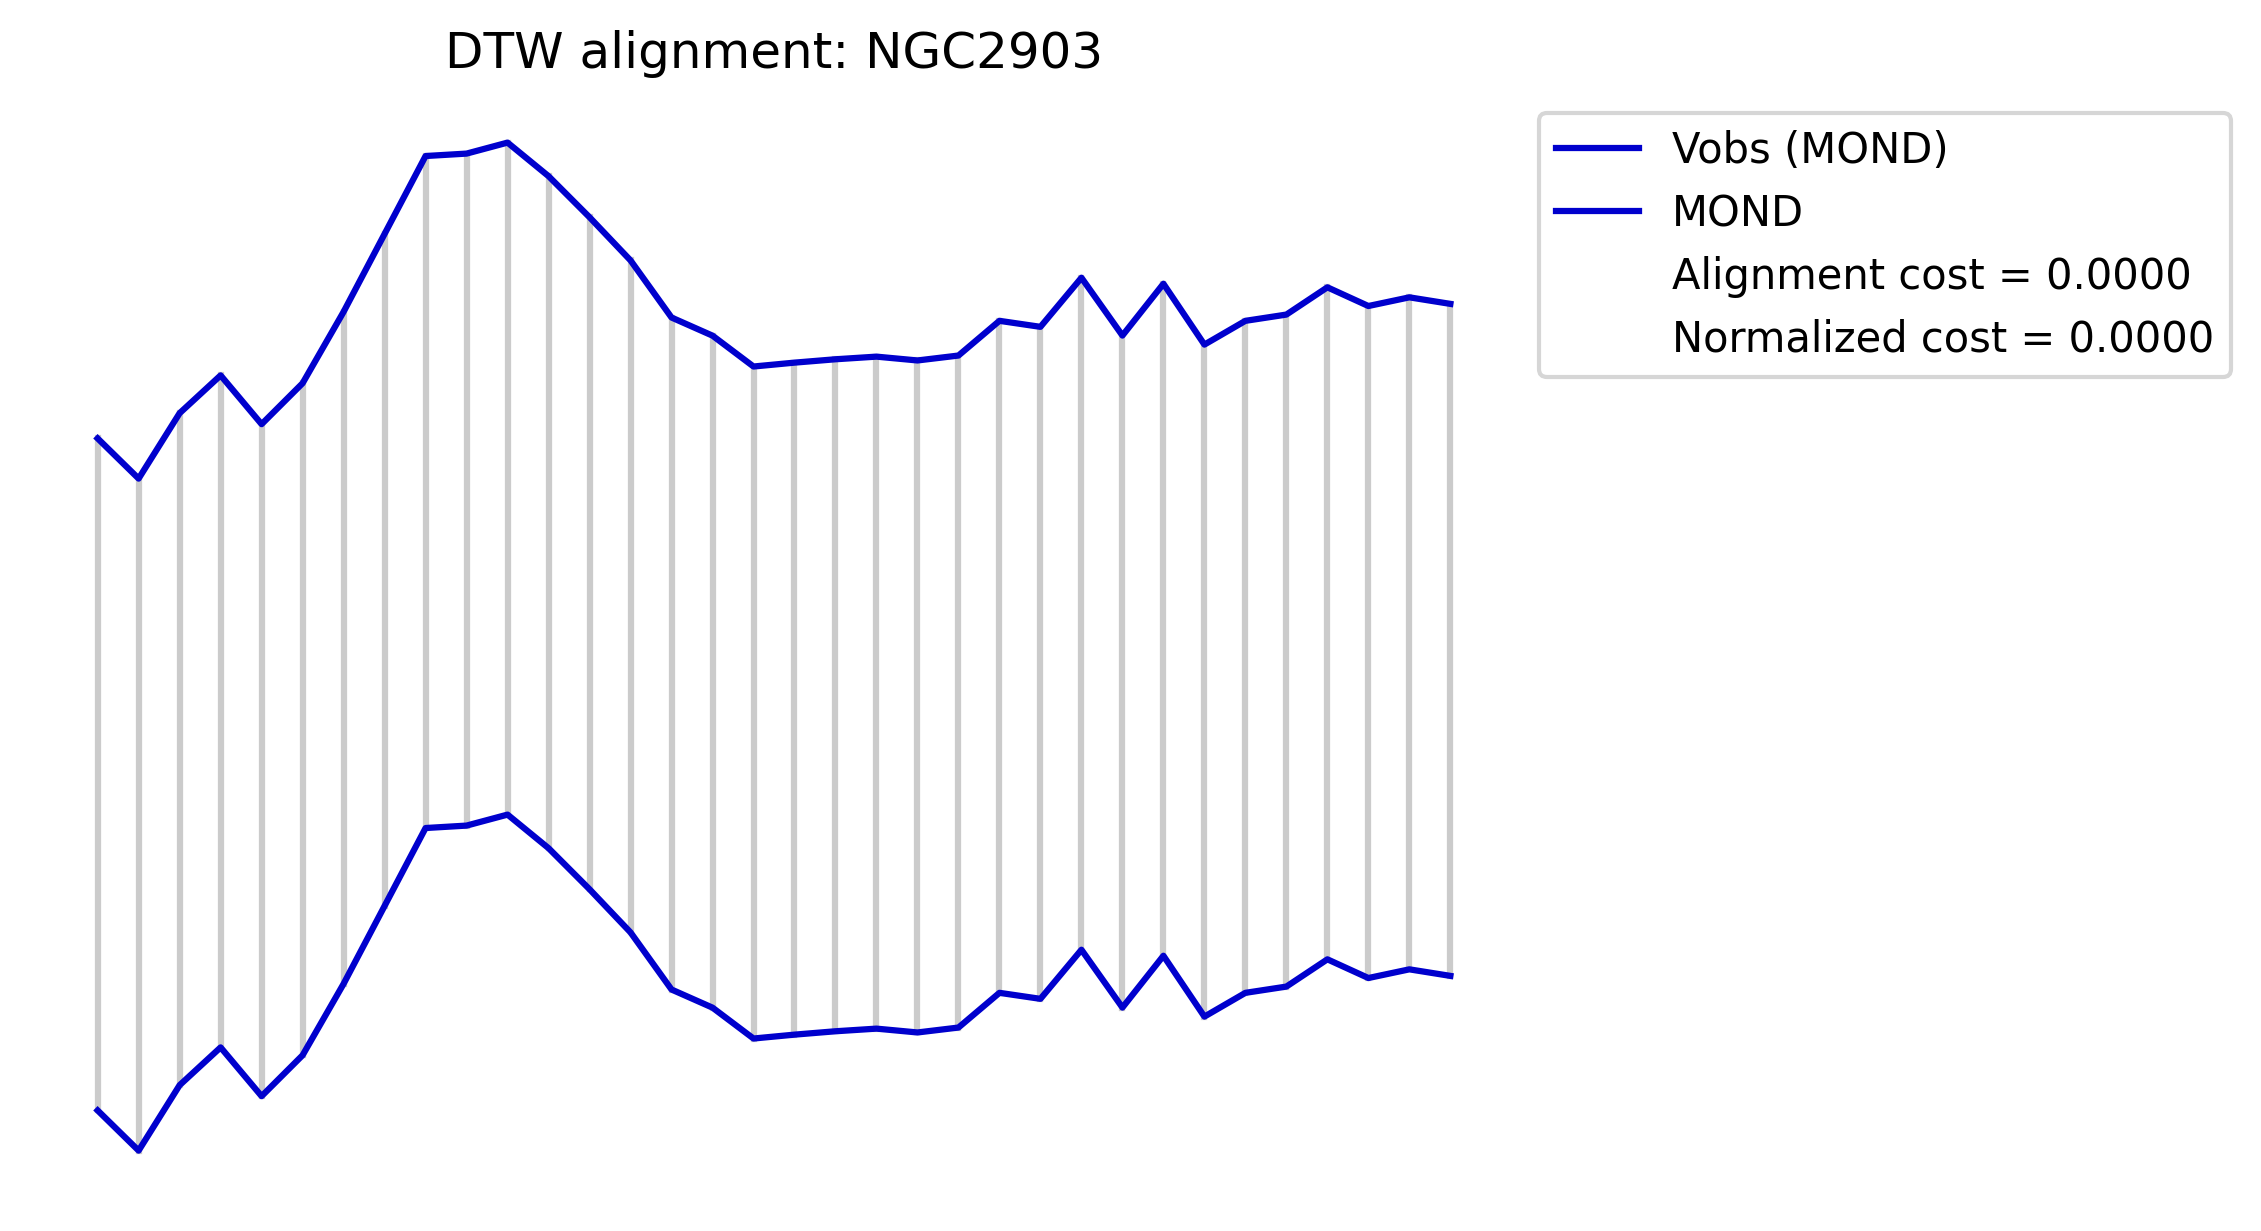 DTW alignment: NGC2903
Vobs (MOND)
MOND
Alignment cost = 0.0000
Normalized cost = 0.0000